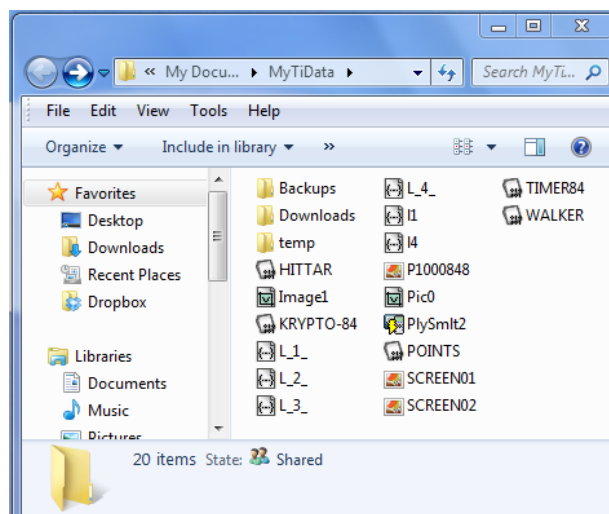 « My Docu... ▸ MyTiData ▸
Search MyTi...
File Edit View Tools Help
Organize Include in library »
Favorites
Desktop
Downloads
Recent Places
Dropbox
Libraries
Documents
Music
Pictures
Backups
Downloads
temp
HITTAR
Image1
KRYPTO-84
L_1_
L_2_
L_3_
L_4_
l1
l4
P1000848
Pic0
PlySmlt2
POINTS
SCREEN01
SCREEN02
TIMER84
WALKER
20 items State: Shared